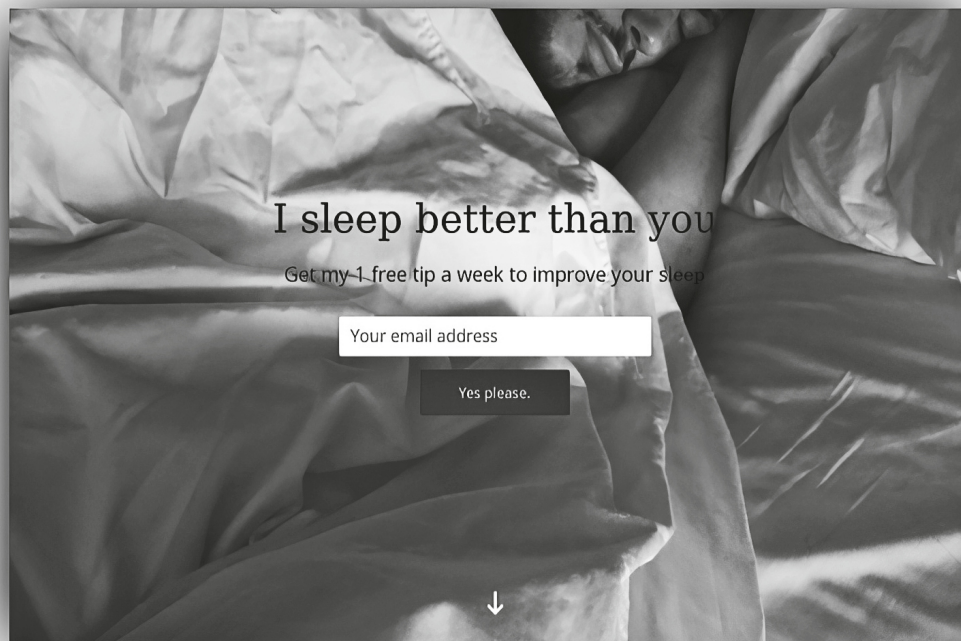 I sleep better than you
Get my 1 free tip a week to improve your sleep
Your email address
Yes please.